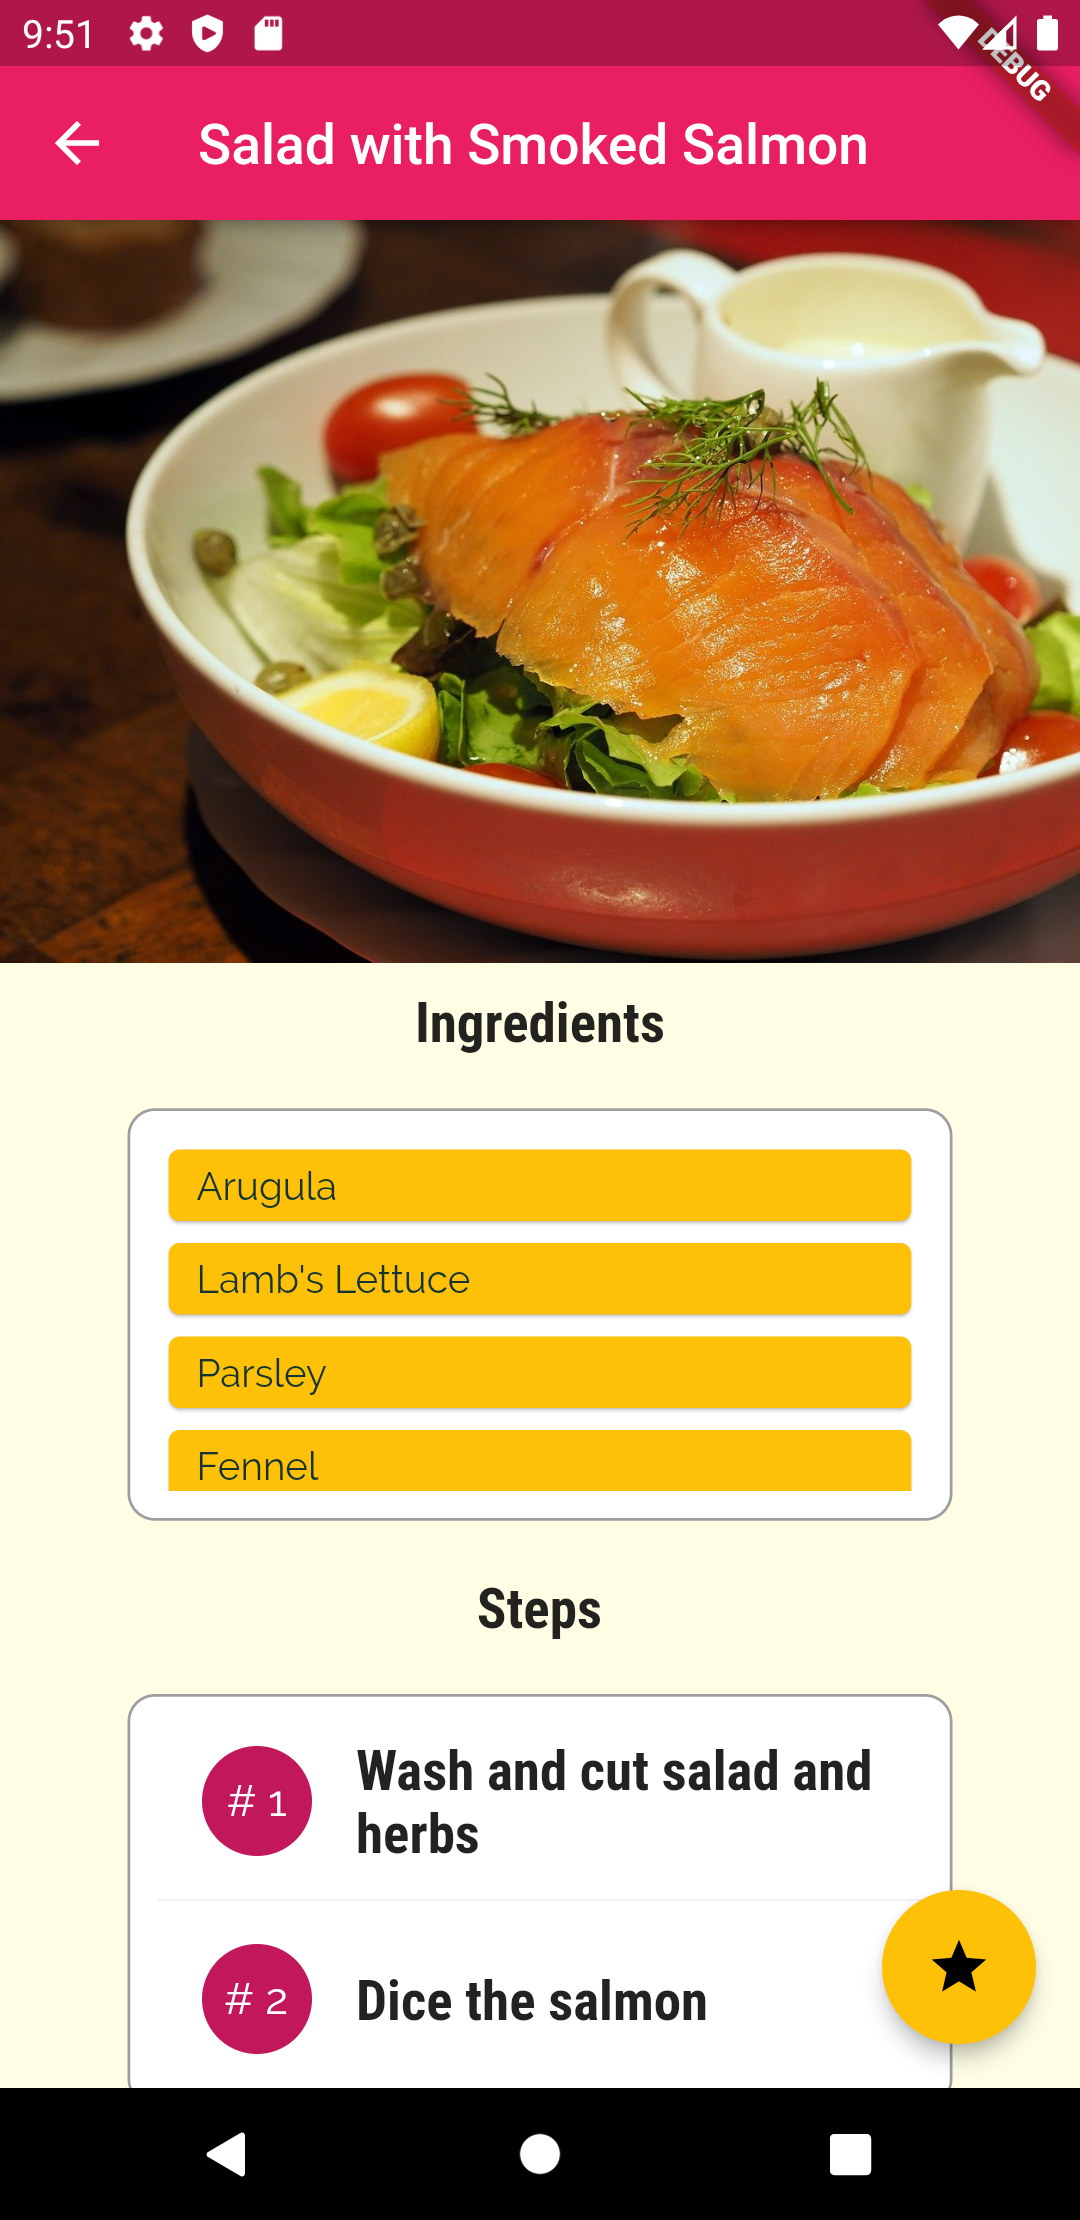 9:51
DEBUG
Salad with Smoked Salmon
Ingredients
Arugula
Lamb's Lettuce
Parsley
Fennel
Steps
# 1
Wash and cut salad and
herbs
# 2
Dice the salmon